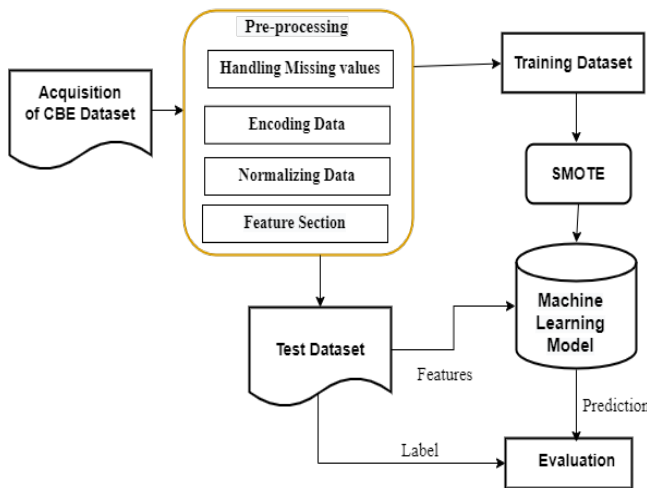 Pre-processing
Handling Missing values
Encoding Data
Normalizing Data
Feature Section
Acquisition
of CBE Dataset
Training Dataset
SMOTE
Machine
Learning
Model
Test Dataset
Features
Prediction
Label
Evaluation